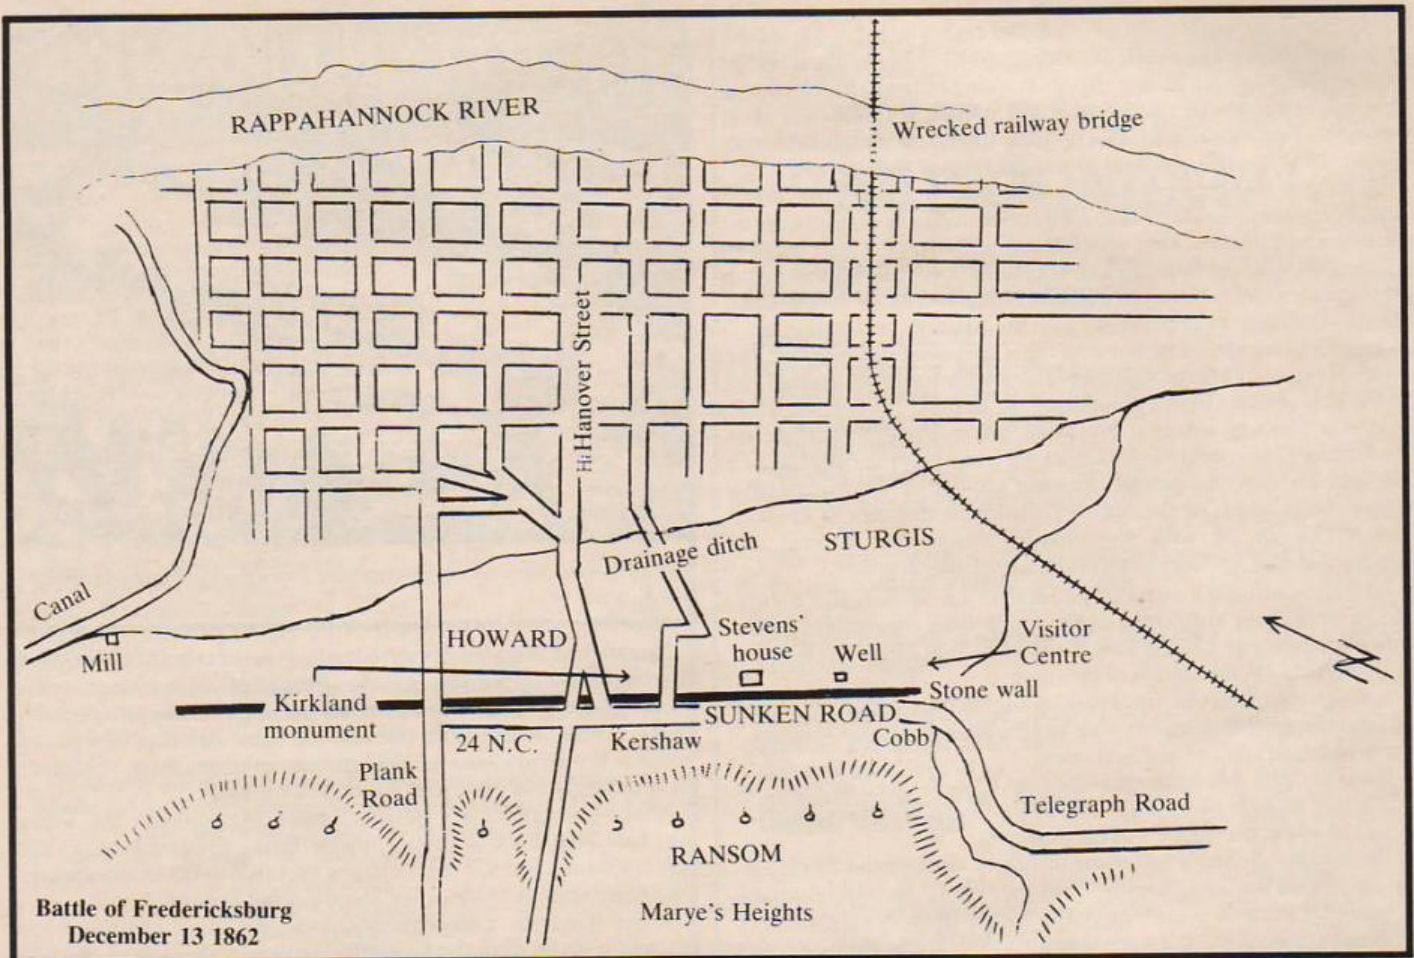 RAPPAHANNOCK RIVER
Wrecked railway bridge
Hanover Street
Drainage ditch
STURGIS
Canal
Mill
HOWARD
Stevens'
house
Well
Visitor
Centre
N
Kirkland
monument
Stone wall
SUNKEN ROAD
24 N.C.
Kershaw
Cobb
Plank
Road
Telegraph Road
RANSOM
Marye's Heights
Battle of Fredericksburg
December 13 1862